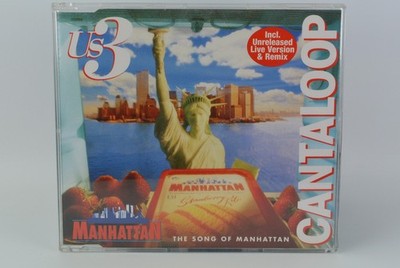 Us3
Incl.
Unreleased
Live Version
& Remix
CANTALOOP
MANHATTAN
MANHATTAN
THE SONG OF MANHATTAN